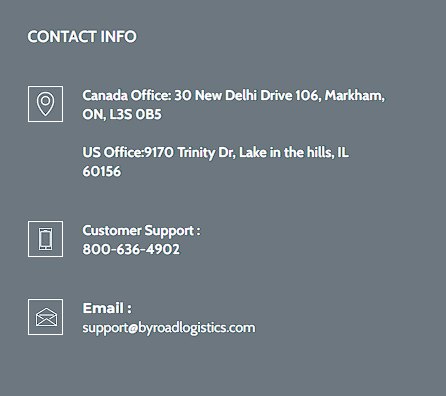 CONTACT INFO
Canada Office: 30 New Delhi Drive 106, Markham,
ON, L3S 0B5
US Office:9170 Trinity Dr, Lake in the hills, IL
60156
Customer Support :
800-636-4902
Email :
support@byroadlogistics.com